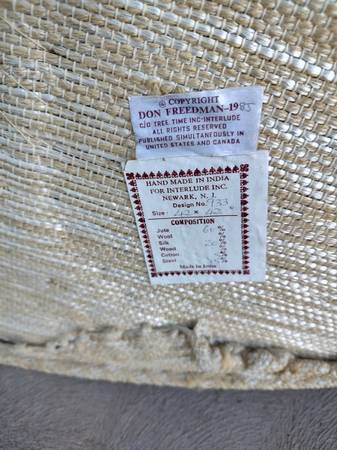 © COPYRIGHT
DON FREEDMAN-1985
C/O TREE TIME INC-INTERLUDE
ALL RIGHTS RESERVED
PUBLISHED SIMULTANEOUSLY IN
UNITED STATES AND CANADA
HAND MADE IN INDIA
FOR INTERLUDE INC.
NEWARK, N. J.
Design No. 933
Size:
COMPOSITION
Jute 60 %
Wool %
Silk %
Wood %
Cotton %
Sisal %
Made in India